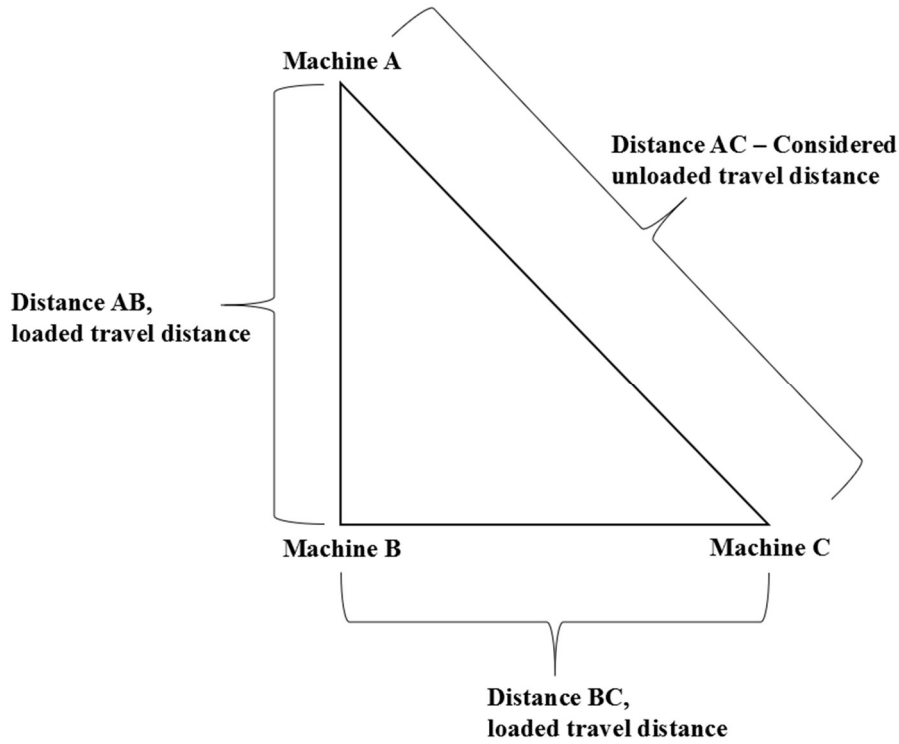 Machine A
Distance AC – Considered
unloaded travel distance
Distance AB,
loaded travel distance
Machine B
Machine C
Distance BC,
loaded travel distance